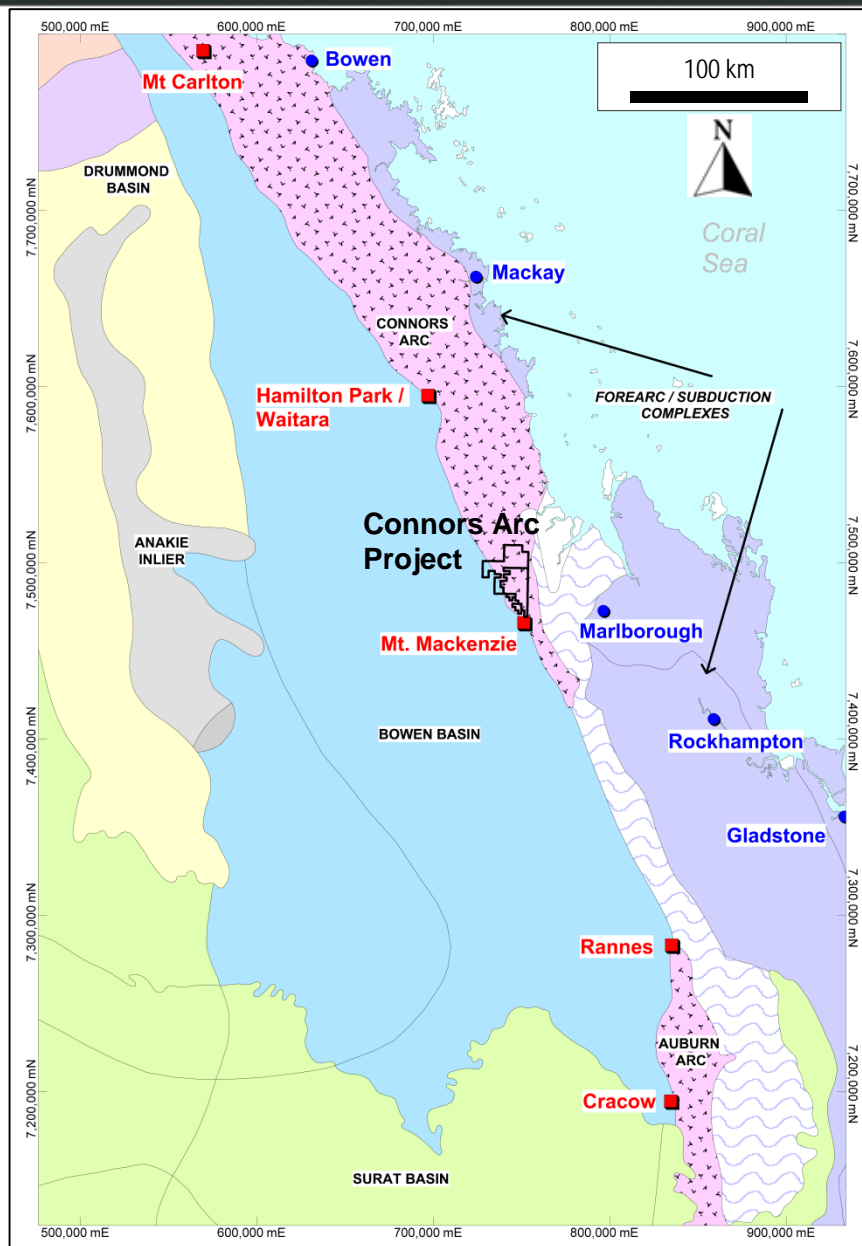 500,000 mE 600,000 mE 700,000 mE 800,000 mE 900,000 mE
100 km
Mt Carlton
Bowen
N
DRUMMOND
BASIN
7,700,000 mN
7,700,000 mN
Coral
Sea
Mackay
CONNORS
ARC
7,600,000 mN
7,600,000 mN
Hamilton Park /
Waitara
FOREARC / SUBDUCTION
COMPLEXES
Connors Arc
Project
ANAKIE
INLIER
7,500,000 mN
7,500,000 mN
Marlborough
Mt. Mackenzie
BOWEN BASIN
Rockhampton
7,400,000 mN
7,400,000 mN
Gladstone
7,300,000 mN
7,300,000 mN
Rannes
AUBURN
ARC
Cracow
7,200,000 mN
7,200,000 mN
SURAT BASIN
500,000 mE 600,000 mE 700,000 mE 800,000 mE 900,000 mE